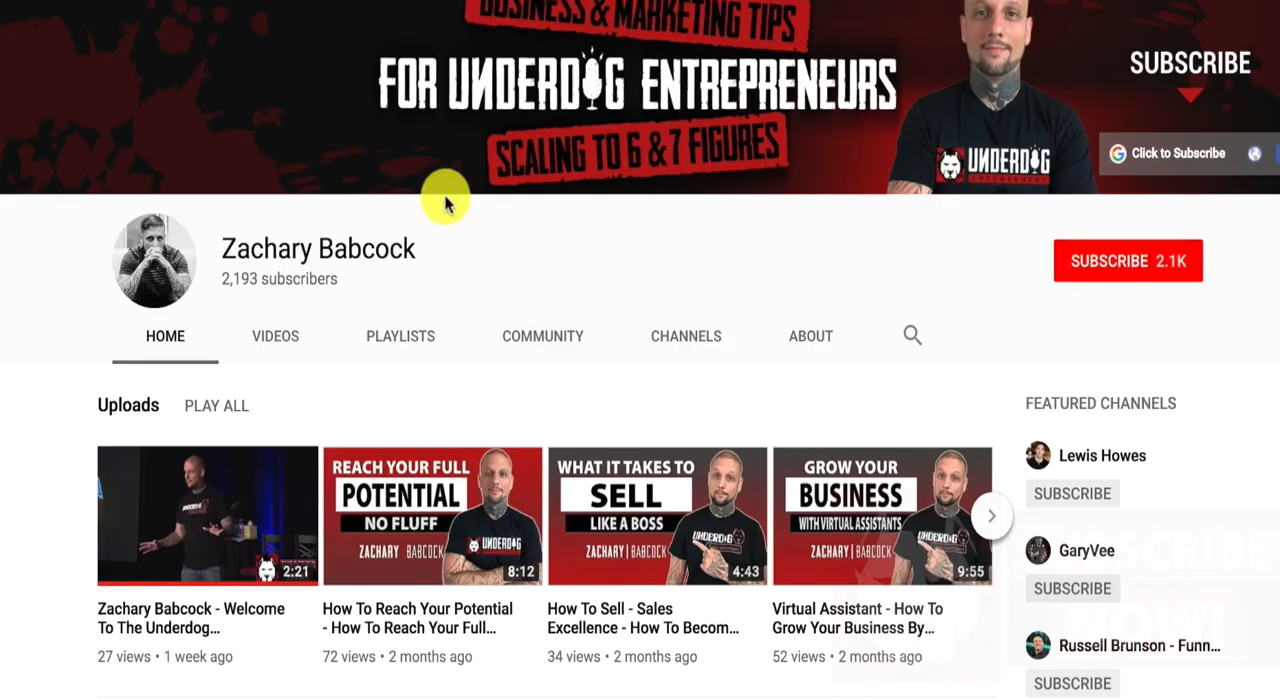 BUSINESS & MARKETING TIPS
FOR UNDERDOG ENTREPRENEURS
SCALING TO 6 & 7 FIGURES
SUBSCRIBE
UNDERDOG
Click to Subscribe
Zachary Babcock
2,193 subscribers
SUBSCRIBE 2.1K
HOME
VIDEOS
PLAYLISTS
COMMUNITY
CHANNELS
ABOUT
Uploads
PLAY ALL
FEATURED CHANNELS
2:21
REACH YOUR FULL
POTENTIAL
NO FLUFF
ZACHARY BABCOCK
UNDERDOG
8:12
WHAT IT TAKES TO
SELL
LIKE A BOSS
ZACHARY | BABCOCK
UNDERDOG
4:43
GROW YOUR
BUSINESS
WITH VIRTUAL ASSISTANTS
ZACHARY | BABCOCK
UNDERDOG
9:55
Zachary Babcock - Welcome
To The Underdog...
27 views • 1 week ago
How To Reach Your Potential
- How To Reach Your Full...
72 views • 2 months ago
How To Sell - Sales
Excellence - How To Becom...
34 views • 2 months ago
Virtual Assistant - How To
Grow Your Business By...
52 views • 2 months ago
Lewis Howes
SUBSCRIBE
GaryVee
SUBSCRIBE
Russell Brunson - Funn...
SUBSCRIBE
SUBSCRIBE
NOW!